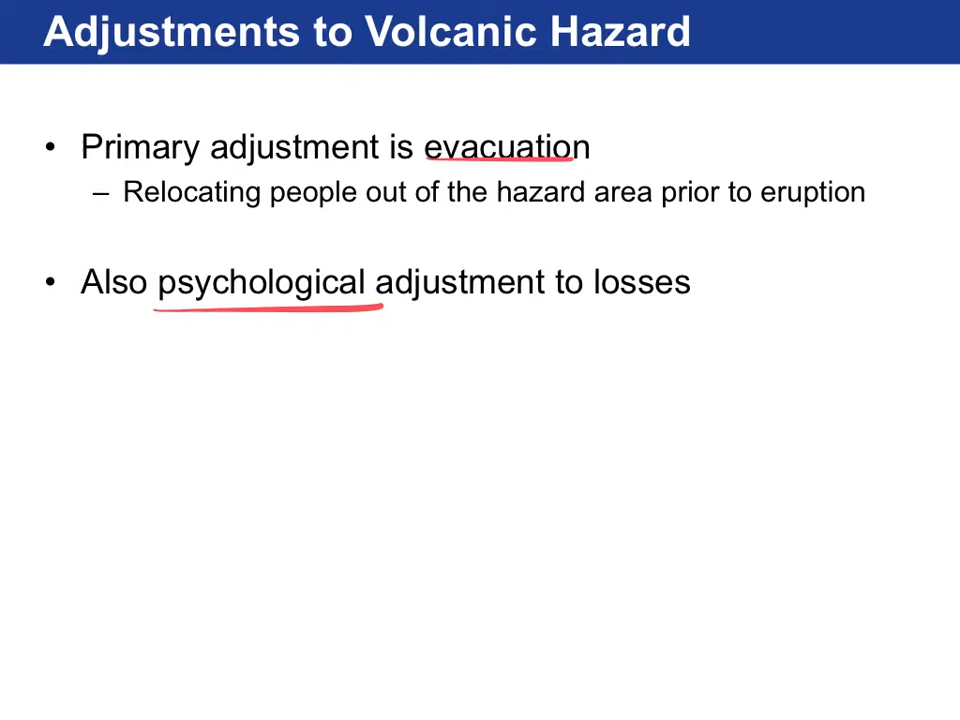 Adjustments to Volcanic Hazard
• Primary adjustment is evacuation
– Relocating people out of the hazard area prior to eruption
• Also psychological adjustment to losses